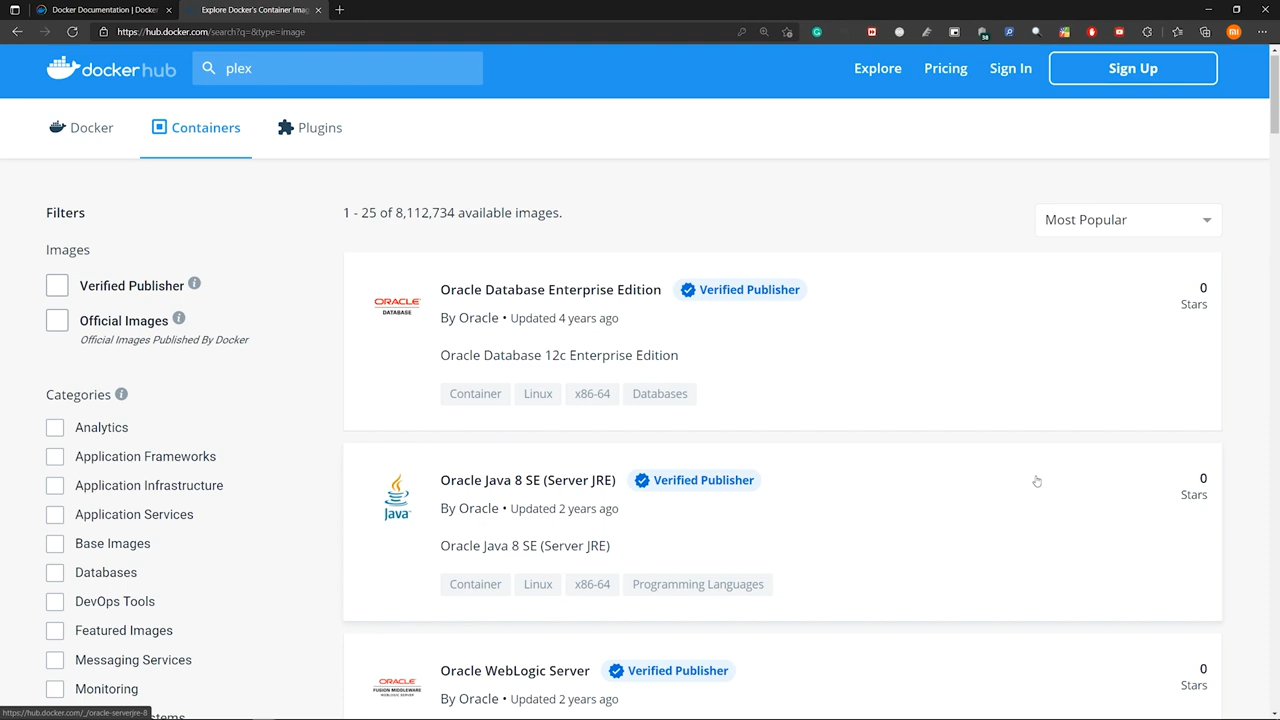 Docker Documentation | Docker
Explore Docker's Container Imag
https://hub.docker.com/search?q=&type=image
docker hub
plex
Explore
Pricing
Sign In
Sign Up
Docker
Containers
Plugins
Filters
1 - 25 of 8,112,734 available images.
Most Popular
Images
Verified Publisher
Official Images
Official Images Published By Docker
Categories
Analytics
Application Frameworks
Application Infrastructure
Application Services
Base Images
Databases
DevOps Tools
Featured Images
Messaging Services
Monitoring
ORACLE
DATABASE
Oracle Database Enterprise Edition
Verified Publisher
0
Stars
By Oracle • Updated 4 years ago
Oracle Database 12c Enterprise Edition
Container
Linux
x86-64
Databases
Java
Oracle Java 8 SE (Server JRE)
Verified Publisher
0
Stars
By Oracle • Updated 2 years ago
Oracle Java 8 SE (Server JRE)
Container
Linux
x86-64
Programming Languages
ORACLE
FUSION MIDDLEWARE
WEBLOGIC SERVER
Oracle WebLogic Server
Verified Publisher
0
Stars
By Oracle • Updated 2 years ago
https://hub.docker.com/_/oracle-serverjre-8